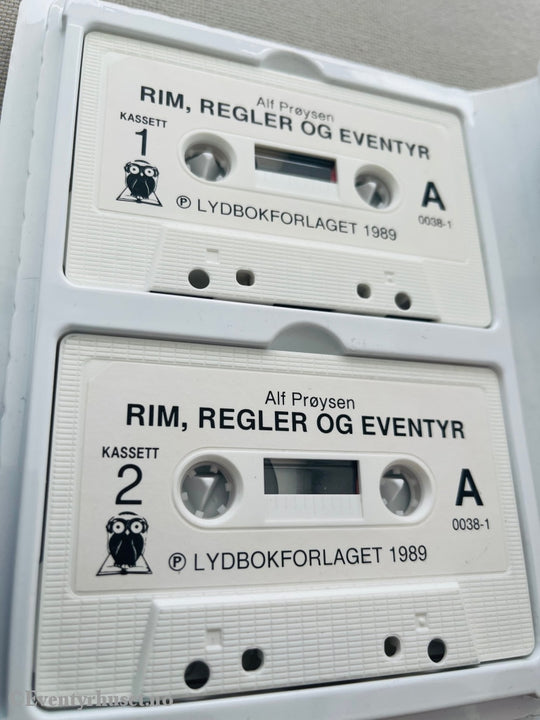 Alf Prøysen
RIM, REGLER OG EVENTYR
KASSETT
1
A
0038-1
℗ LYDBOKFORLAGET 1989
Alf Prøysen
RIM, REGLER OG EVENTYR
KASSETT
2
A
0038-1
℗ LYDBOKFORLAGET 1989
© Eventyrhuset.no